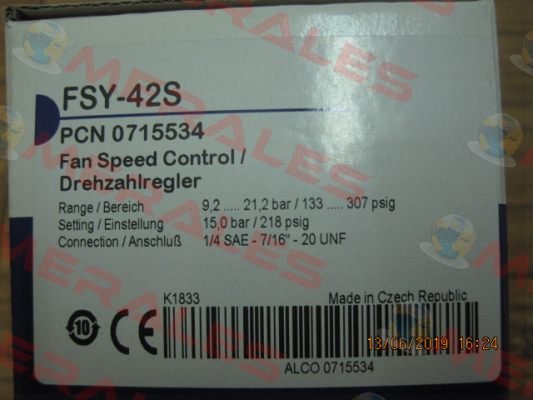 FSY-42S
PCN 0715534
Fan Speed Control /
Drehzahlregler
Range / Bereich 9,2 ..... 21,2 bar / 133 ..... 307 psig
Setting / Einstellung 15,0 bar / 218 psig
Connection / Anschluß 1/4 SAE - 7/16" - 20 UNF
K1833 Made in Czech Republic
10 CE
13/06/2019 16:24
ALCO 0715534
MERALES